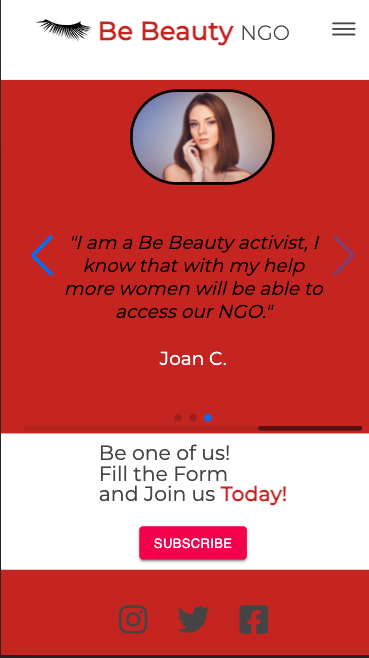 Be Beauty NGO
"I am a Be Beauty activist, I
know that with my help
more women will be able to
access our NGO."
Joan C.
Be one of us!
Fill the Form
and Join us Today!
SUBSCRIBE